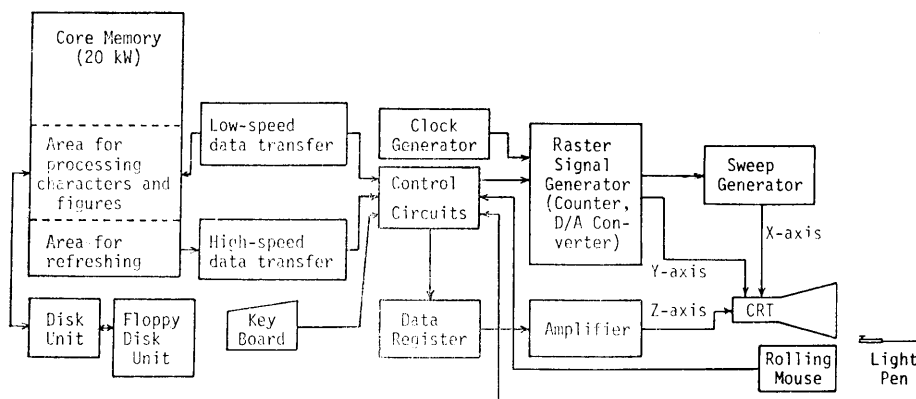 Core Memory
(20 kW)
Area for
processing
characters and
figures
Area for
refreshing
Low-speed
data transfer
High-speed
data transfer
Clock
Generator
Control
Circuits
Raster
Signal
Generator
(Counter,
D/A Con-
verter)
Sweep
Generator
X-axis
Y-axis
Z-axis
CRT
Disk
Unit
Floppy
Disk
Unit
Key
Board
Data
Register
Amplifier
Rolling
Mouse
Light
Pen